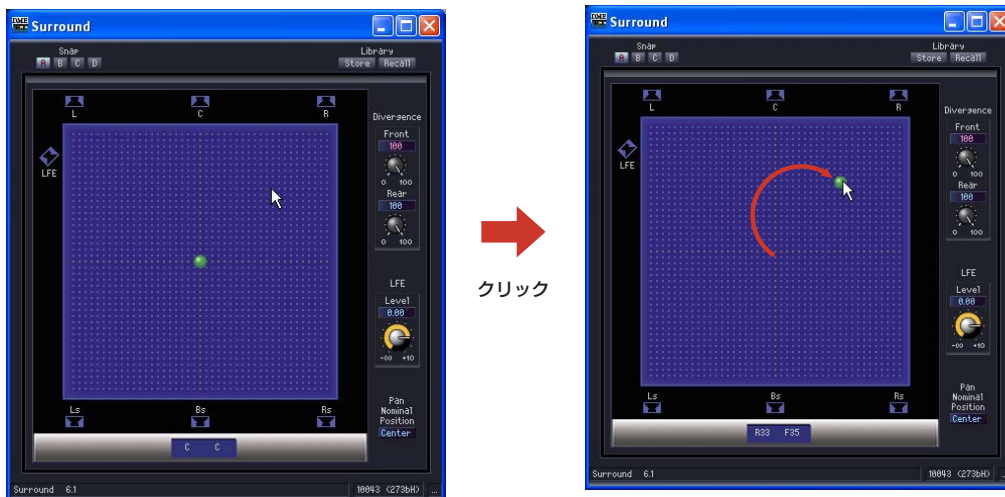 DME Surround
Snap
Library
A B C D
Store Recall
L C R
LFE
Divergence
Front
100
0 100
Rear
100
0 100
LFE
Level
0.00
-∞ +10
Ls Bs Rs
Pan
Nominal
Position
Center
C C
Surround 6.1
10043 (273bH) ...
クリック
DME Surround
Snap
Library
A B C D
Store Recall
L C R
LFE
Divergence
Front
100
0 100
Rear
100
0 100
LFE
Level
0.00
-∞ +10
Ls Bs Rs
Pan
Nominal
Position
Center
R33 F35
Surround 6.1
10043 (273bH) ...